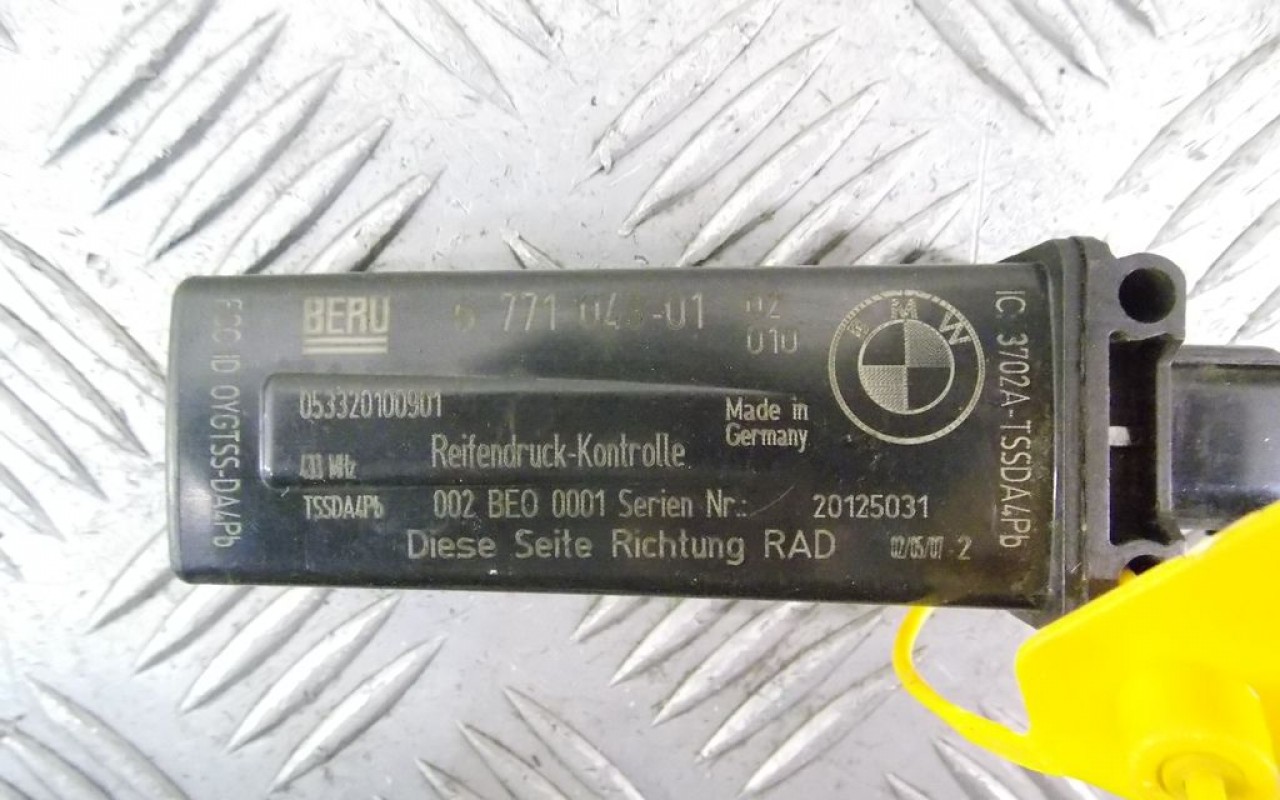 BERU 6 771 043-01 02
010
BMW
053320100901
Made in
Germany
Reifendruck-Kontrolle
433 MHz
TSSDA4Pb 002 BE0 0001 Serien Nr.: 20125031
Diese Seite Richtung RAD 02/05/07 2
FCC ID OYGTSS-DA4Pb
IC 3702A-TSSDA4Pb